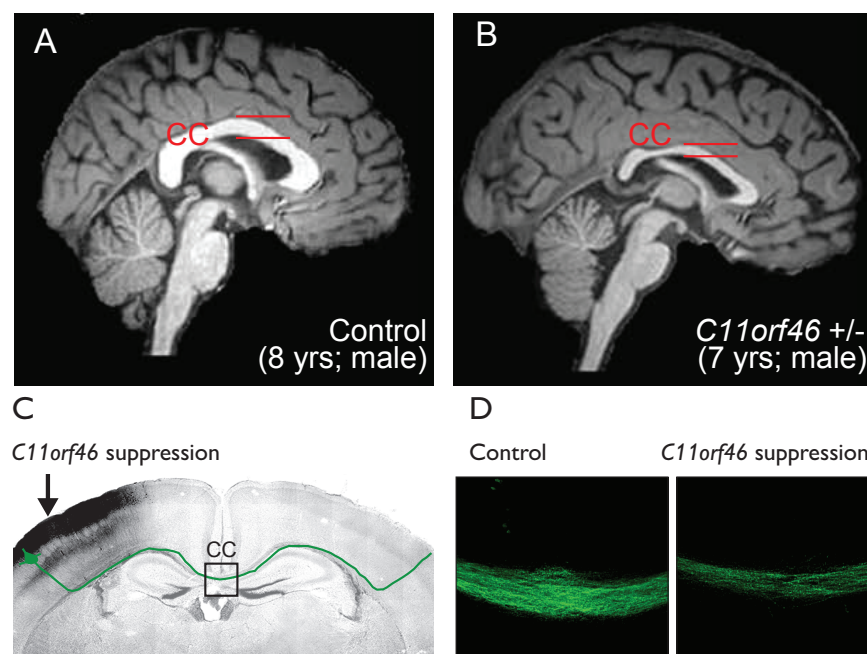 A
CC
Control
(8 yrs; male)
B
CC
C11orf46 +/-
(7 yrs; male)
C
C11orf46 suppression
CC
D
Control
C11orf46 suppression